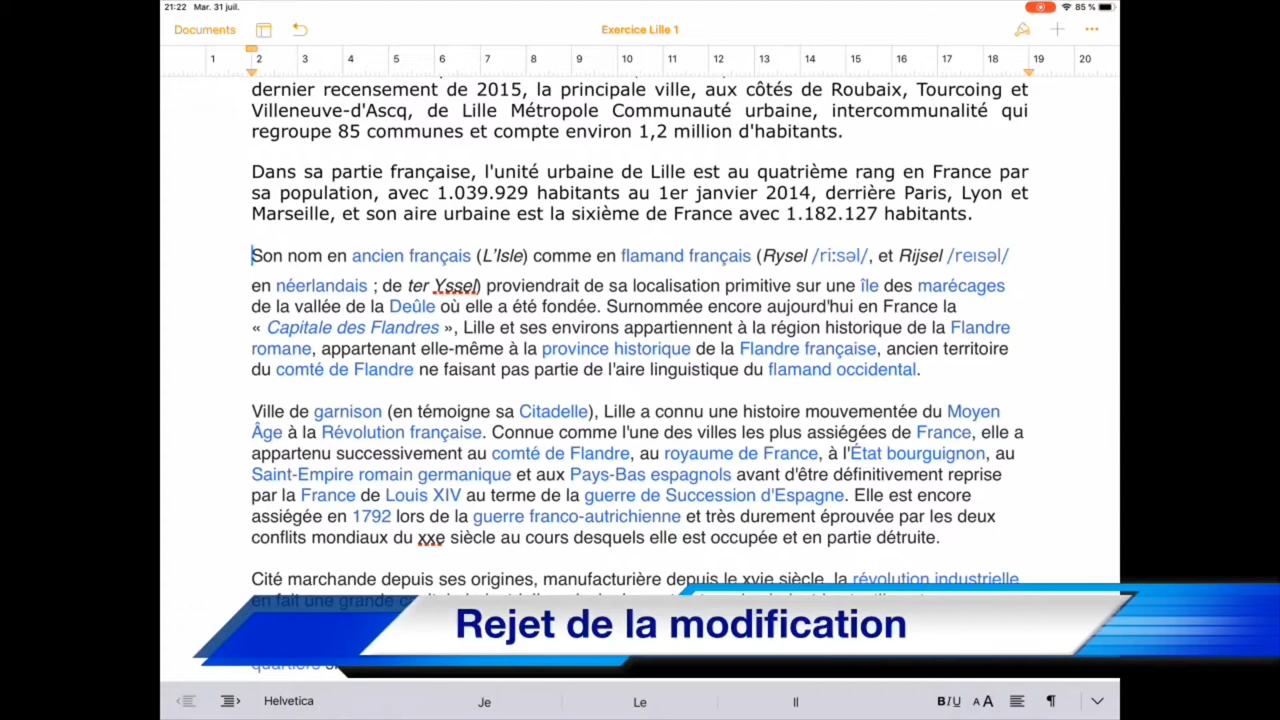 21:22 Mar. 31 juil.
85 %
Documents
Exercice Lille 1
1 2 3 4 5 6 7 8 9 10 11 12 13 14 15 16 17 18 19 20
dernier recensement de 2015, la principale ville, aux côtés de Roubaix, Tourcoing et
Villeneuve-d'Ascq, de Lille Métropole Communauté urbaine, intercommunalité qui
regroupe 85 communes et compte environ 1,2 million d'habitants.
Dans sa partie française, l'unité urbaine de Lille est au quatrième rang en France par
sa population, avec 1.039.929 habitants au 1er janvier 2014, derrière Paris, Lyon et
Marseille, et son aire urbaine est la sixième de France avec 1.182.127 habitants.
Son nom en ancien français (L'Isle) comme en flamand français (Rysel /riːsəl/, et Rijsel /reɪsəl/
en néerlandais ; de ter Yssel) proviendrait de sa localisation primitive sur une île des marécages
de la vallée de la Deûle où elle a été fondée. Surnommée encore aujourd'hui en France la
« Capitale des Flandres », Lille et ses environs appartiennent à la région historique de la Flandre
romane, appartenant elle-même à la province historique de la Flandre française, ancien territoire
du comté de Flandre ne faisant pas partie de l'aire linguistique du flamand occidental.
Ville de garnison (en témoigne sa Citadelle), Lille a connu une histoire mouvementée du Moyen
Âge à la Révolution française. Connue comme l'une des villes les plus assiégées de France, elle a
appartenu successivement au comté de Flandre, au royaume de France, à l'État bourguignon, au
Saint-Empire romain germanique et aux Pays-Bas espagnols avant d'être définitivement reprise
par la France de Louis XIV au terme de la guerre de Succession d'Espagne. Elle est encore
assiégée en 1792 lors de la guerre franco-autrichienne et très durement éprouvée par les deux
conflits mondiaux du xxe siècle au cours desquels elle est occupée et en partie détruite.
Cité marchande depuis ses origines, manufacturière depuis le xvie siècle, la révolution industrielle
en fait une grande
Rejet de la modification
quartiers
Helvetica
Je
Le
Il
BIU
AA
¶